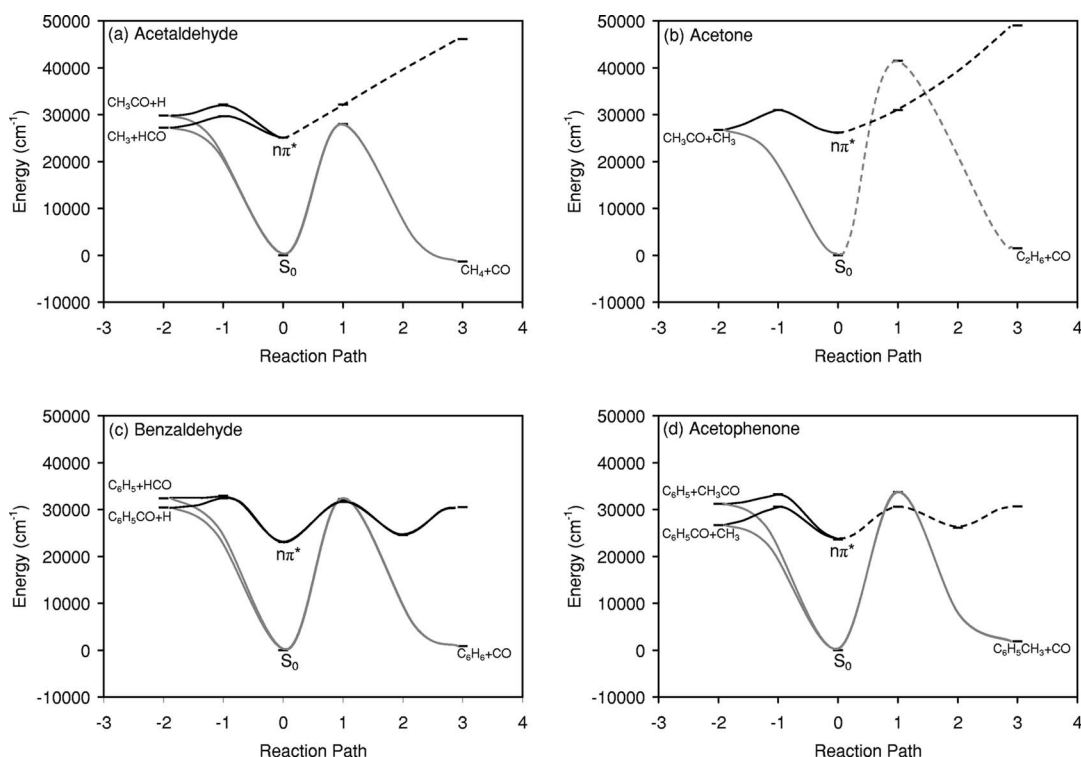 (a) Acetaldehyde
50000
40000
30000
20000
10000
0
-10000
Energy (cm⁻¹)
CH₃CO+H
CH₃+HCO
nπ*
S₀
CH₄+CO
-3 -2 -1 0 1 2 3 4
Reaction Path
(b) Acetone
50000
40000
30000
20000
10000
0
-10000
Energy (cm⁻¹)
CH₃CO+CH₃
nπ*
S₀
C₂H₆+CO
-3 -2 -1 0 1 2 3 4
Reaction Path
(c) Benzaldehyde
50000
40000
30000
20000
10000
0
-10000
Energy (cm⁻¹)
C₆H₅+HCO
C₆H₅CO+H
nπ*
S₀
C₆H₆+CO
-3 -2 -1 0 1 2 3 4
Reaction Path
(d) Acetophenone
50000
40000
30000
20000
10000
0
-10000
Energy (cm⁻¹)
C₆H₅+CH₃CO
C₆H₅CO+CH₃
nπ*
S₀
C₆H₅CH₃+CO
-3 -2 -1 0 1 2 3 4
Reaction Path